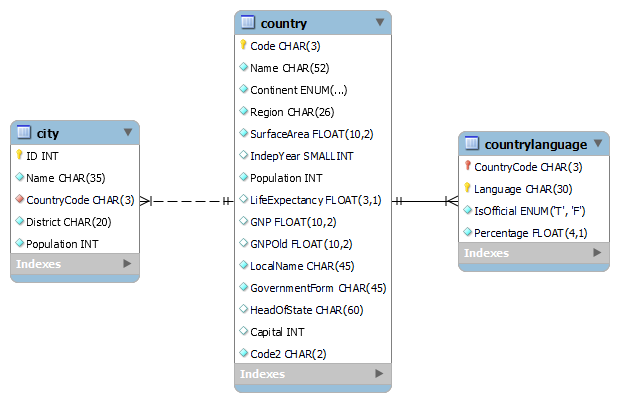 city
ID INT
Name CHAR(35)
CountryCode CHAR(3)
District CHAR(20)
Population INT
Indexes
country
Code CHAR(3)
Name CHAR(52)
Continent ENUM(...)
Region CHAR(26)
SurfaceArea FLOAT(10,2)
IndepYear SMALLINT
Population INT
LifeExpectancy FLOAT(3,1)
GNP FLOAT(10,2)
GNPOld FLOAT(10,2)
LocalName CHAR(45)
GovernmentForm CHAR(45)
HeadOfState CHAR(60)
Capital INT
Code2 CHAR(2)
Indexes
countrylanguage
CountryCode CHAR(3)
Language CHAR(30)
IsOfficial ENUM('T', 'F')
Percentage FLOAT(4,1)
Indexes